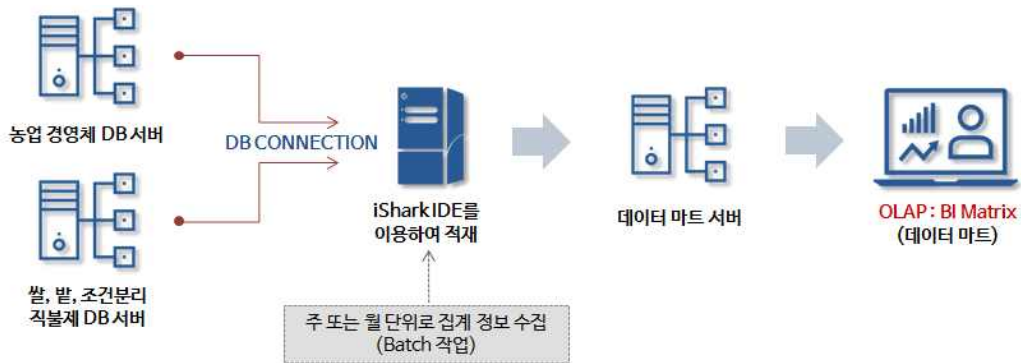 농업 경영체 DB 서버
DB CONNECTION
쌀, 밭, 조건분리
직불제 DB 서버
iShark IDE를
이용하여 적재
데이터 마트 서버
OLAP : BI Matrix
(데이터 마트)
주 또는 월 단위로 집계 정보 수집
(Batch 작업)